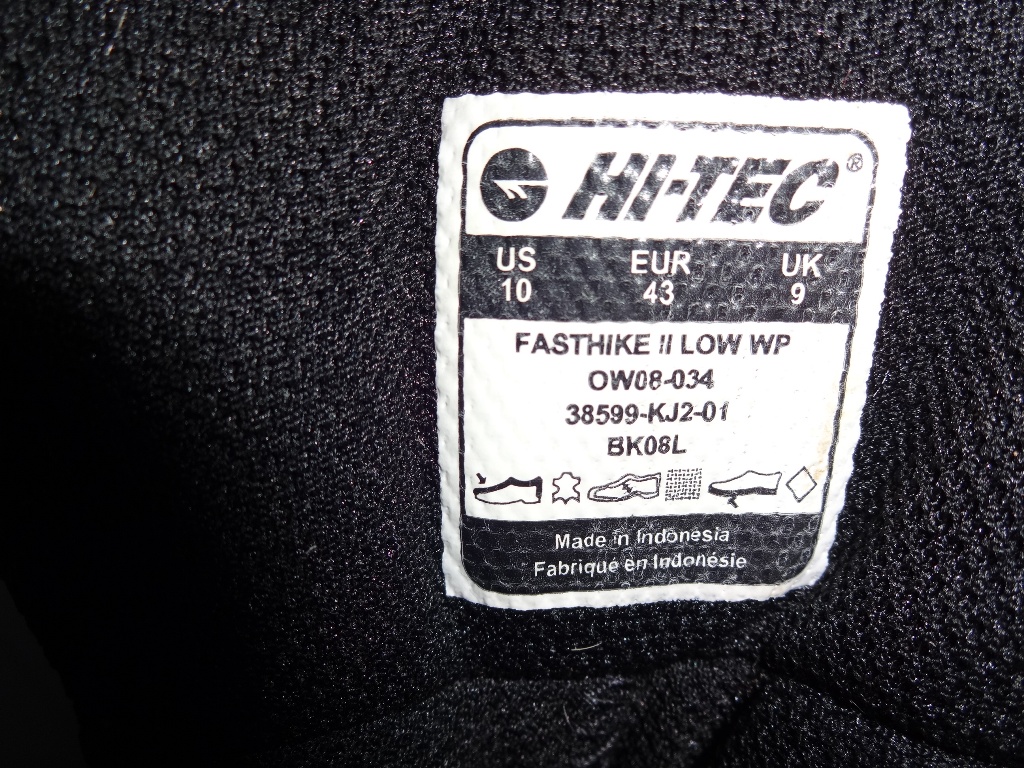 HI-TEC®
US EUR UK
10 43 9
FASTHIKE II LOW WP
OW08-034
38599-KJ2-01
BK08L
Made in Indonesia
Fabriqué en Indonésie